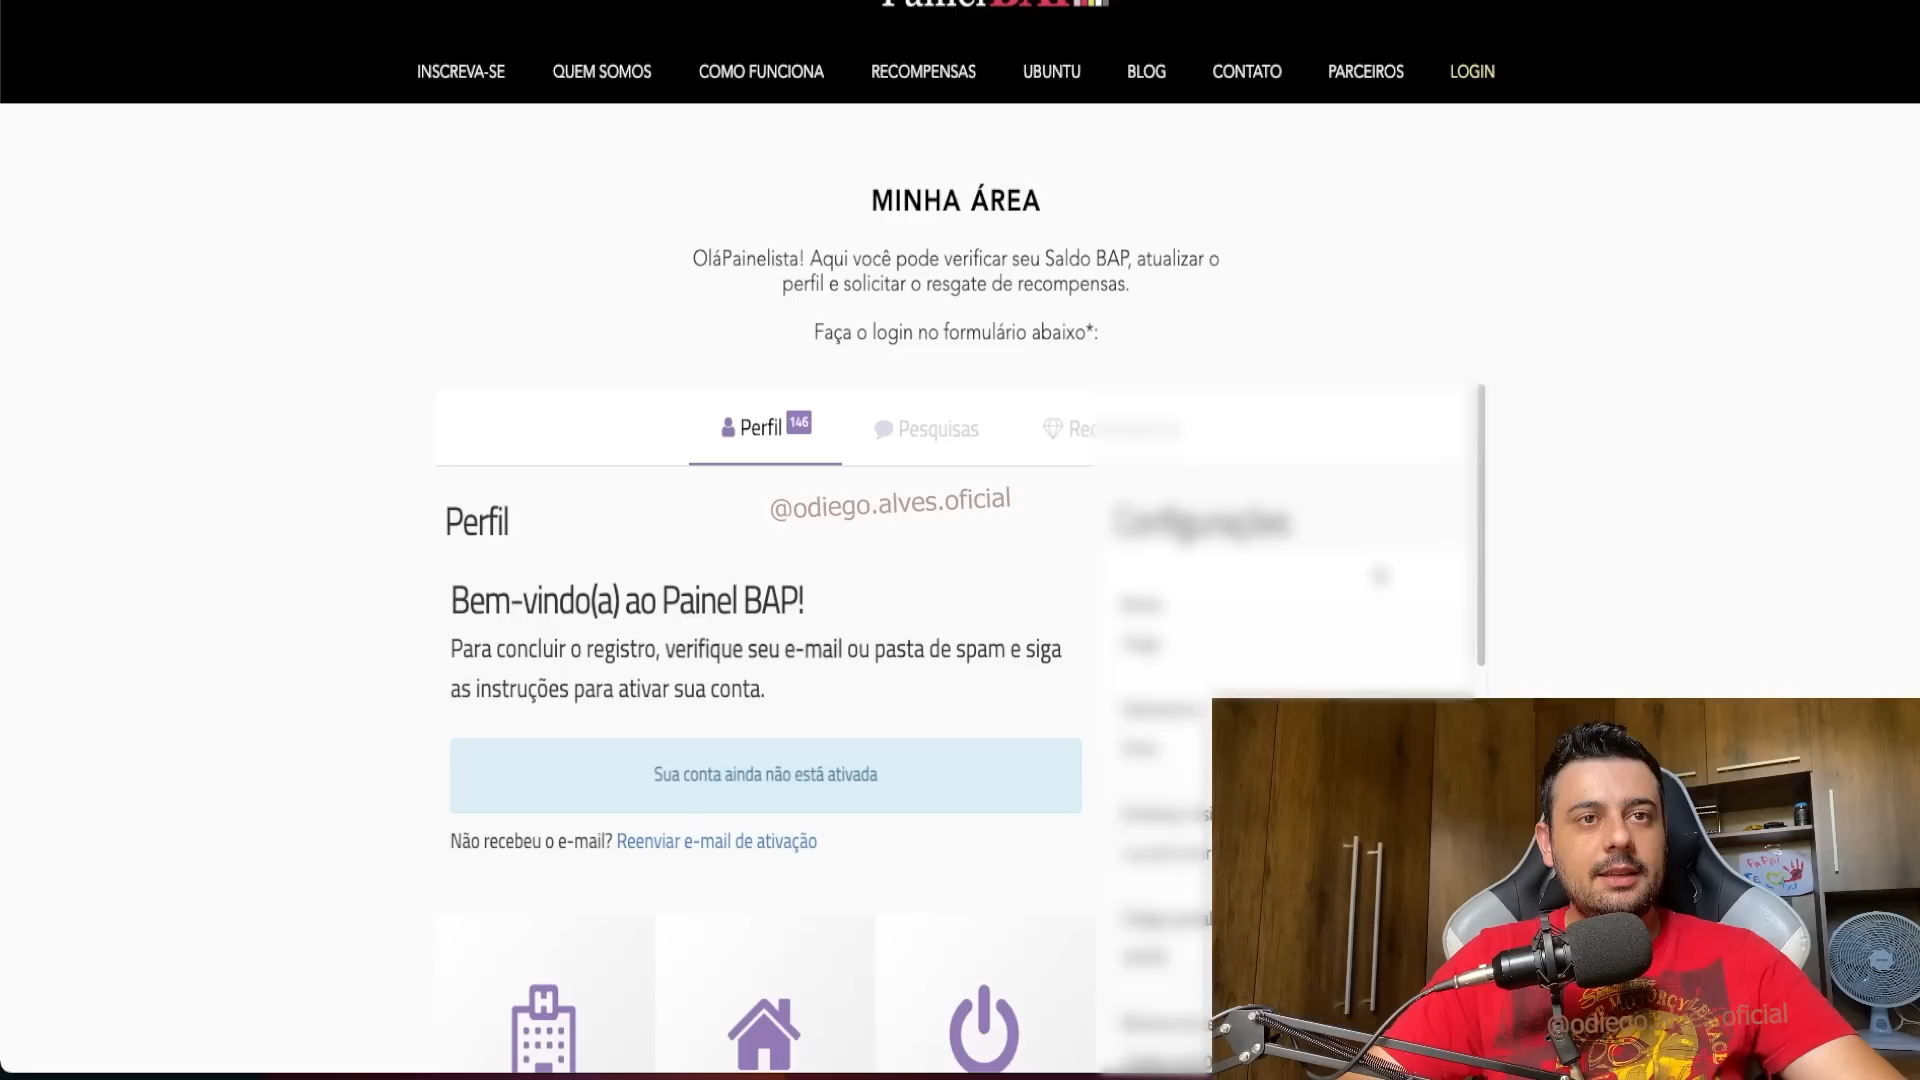 INSCREVA-SE QUEM SOMOS COMO FUNCIONA RECOMPENSAS UBUNTU BLOG CONTATO PARCEIROS LOGIN
MINHA ÁREA
OláPainelista! Aqui você pode verificar seu Saldo BAP, atualizar o
perfil e solicitar o resgate de recompensas.
Faça o login no formulário abaixo*:
Perfil 146 Pesquisas
@odiego.alves.oficial
Perfil
Configurações
Bem-vindo(a) ao Painel BAP!
Para concluir o registro, verifique seu e-mail ou pasta de spam e siga
as instruções para ativar sua conta.
Sua conta ainda não está ativada
Não recebeu o e-mail? Reenviar e-mail de ativação
H